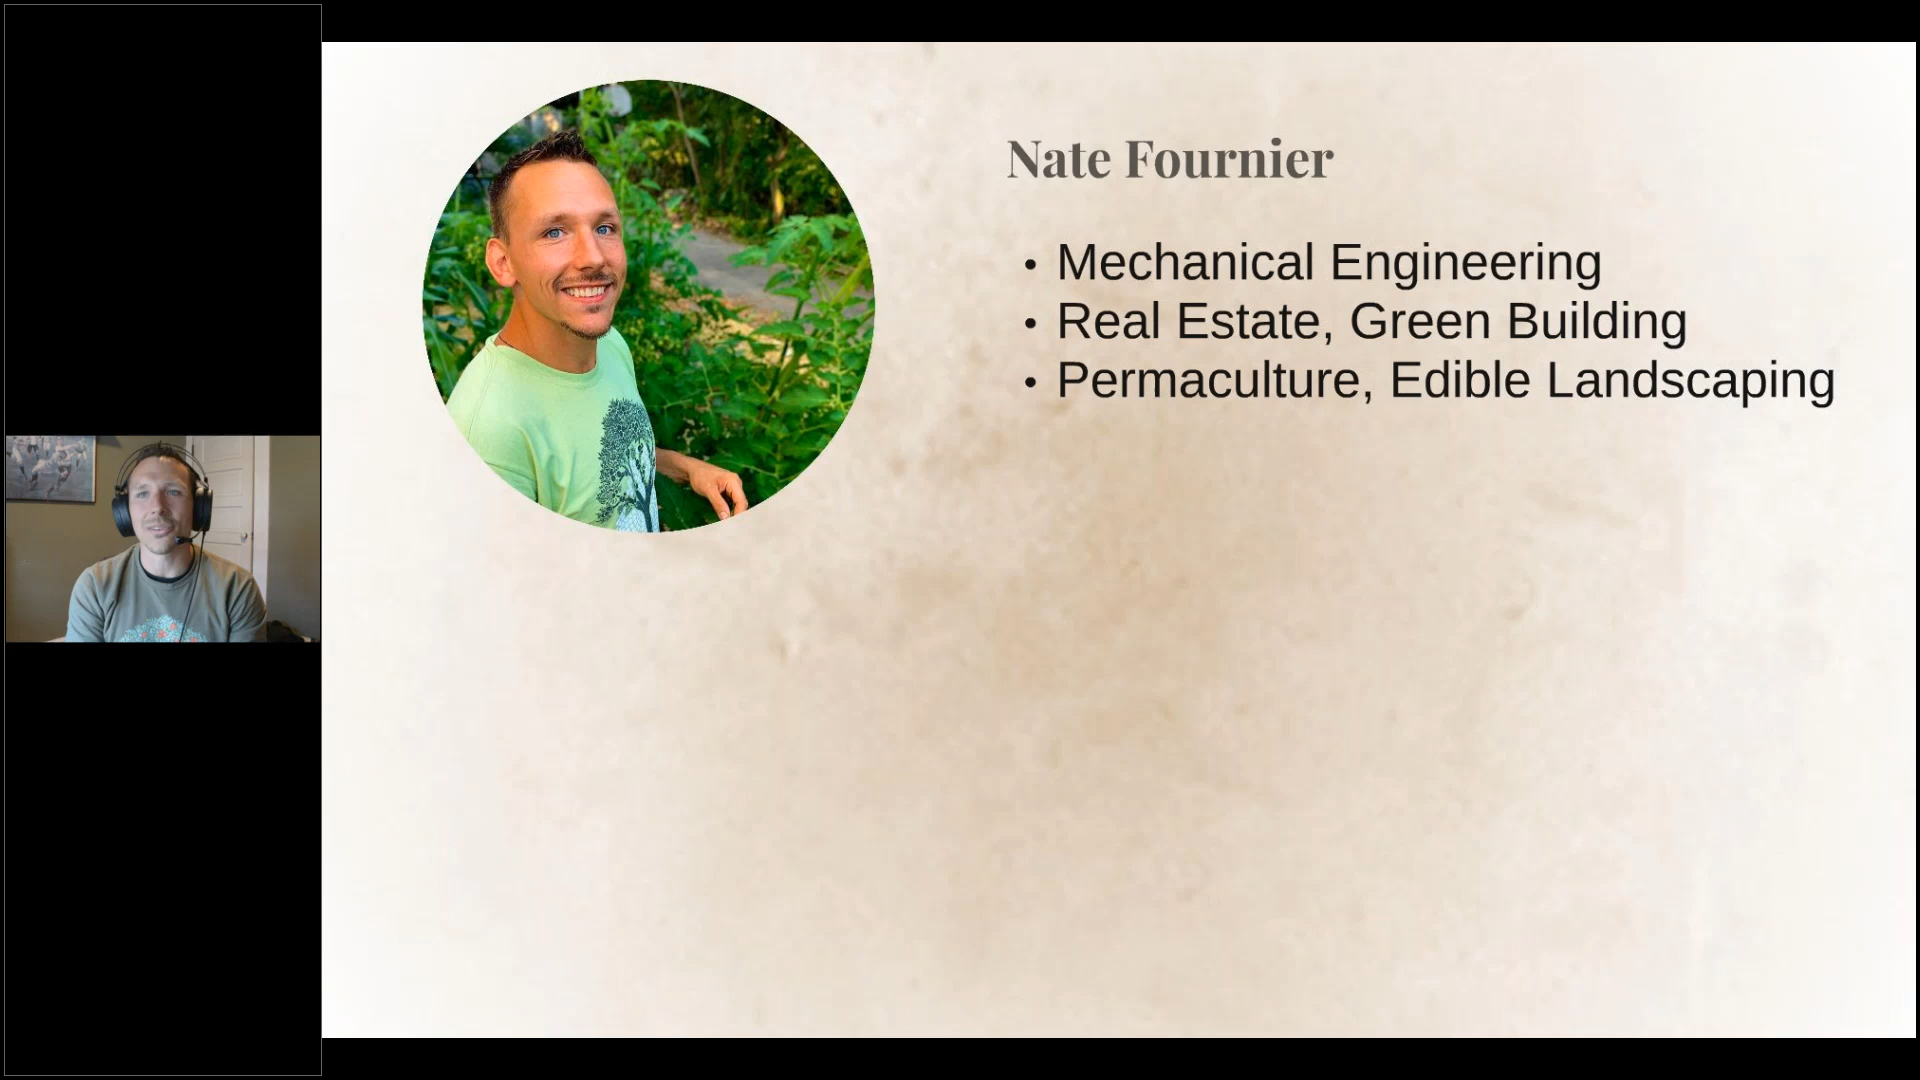 Nate Fournier
• Mechanical Engineering
• Real Estate, Green Building
• Permaculture, Edible Landscaping